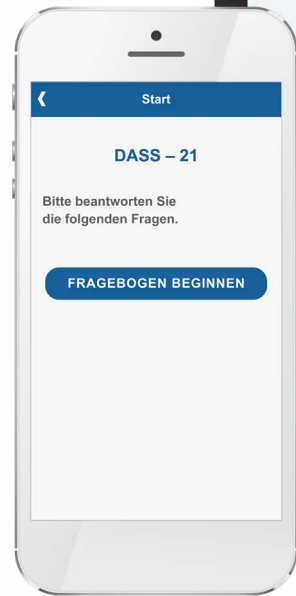 Start
DASS – 21
Bitte beantworten Sie
die folgenden Fragen.
FRAGEBOGEN BEGINNEN